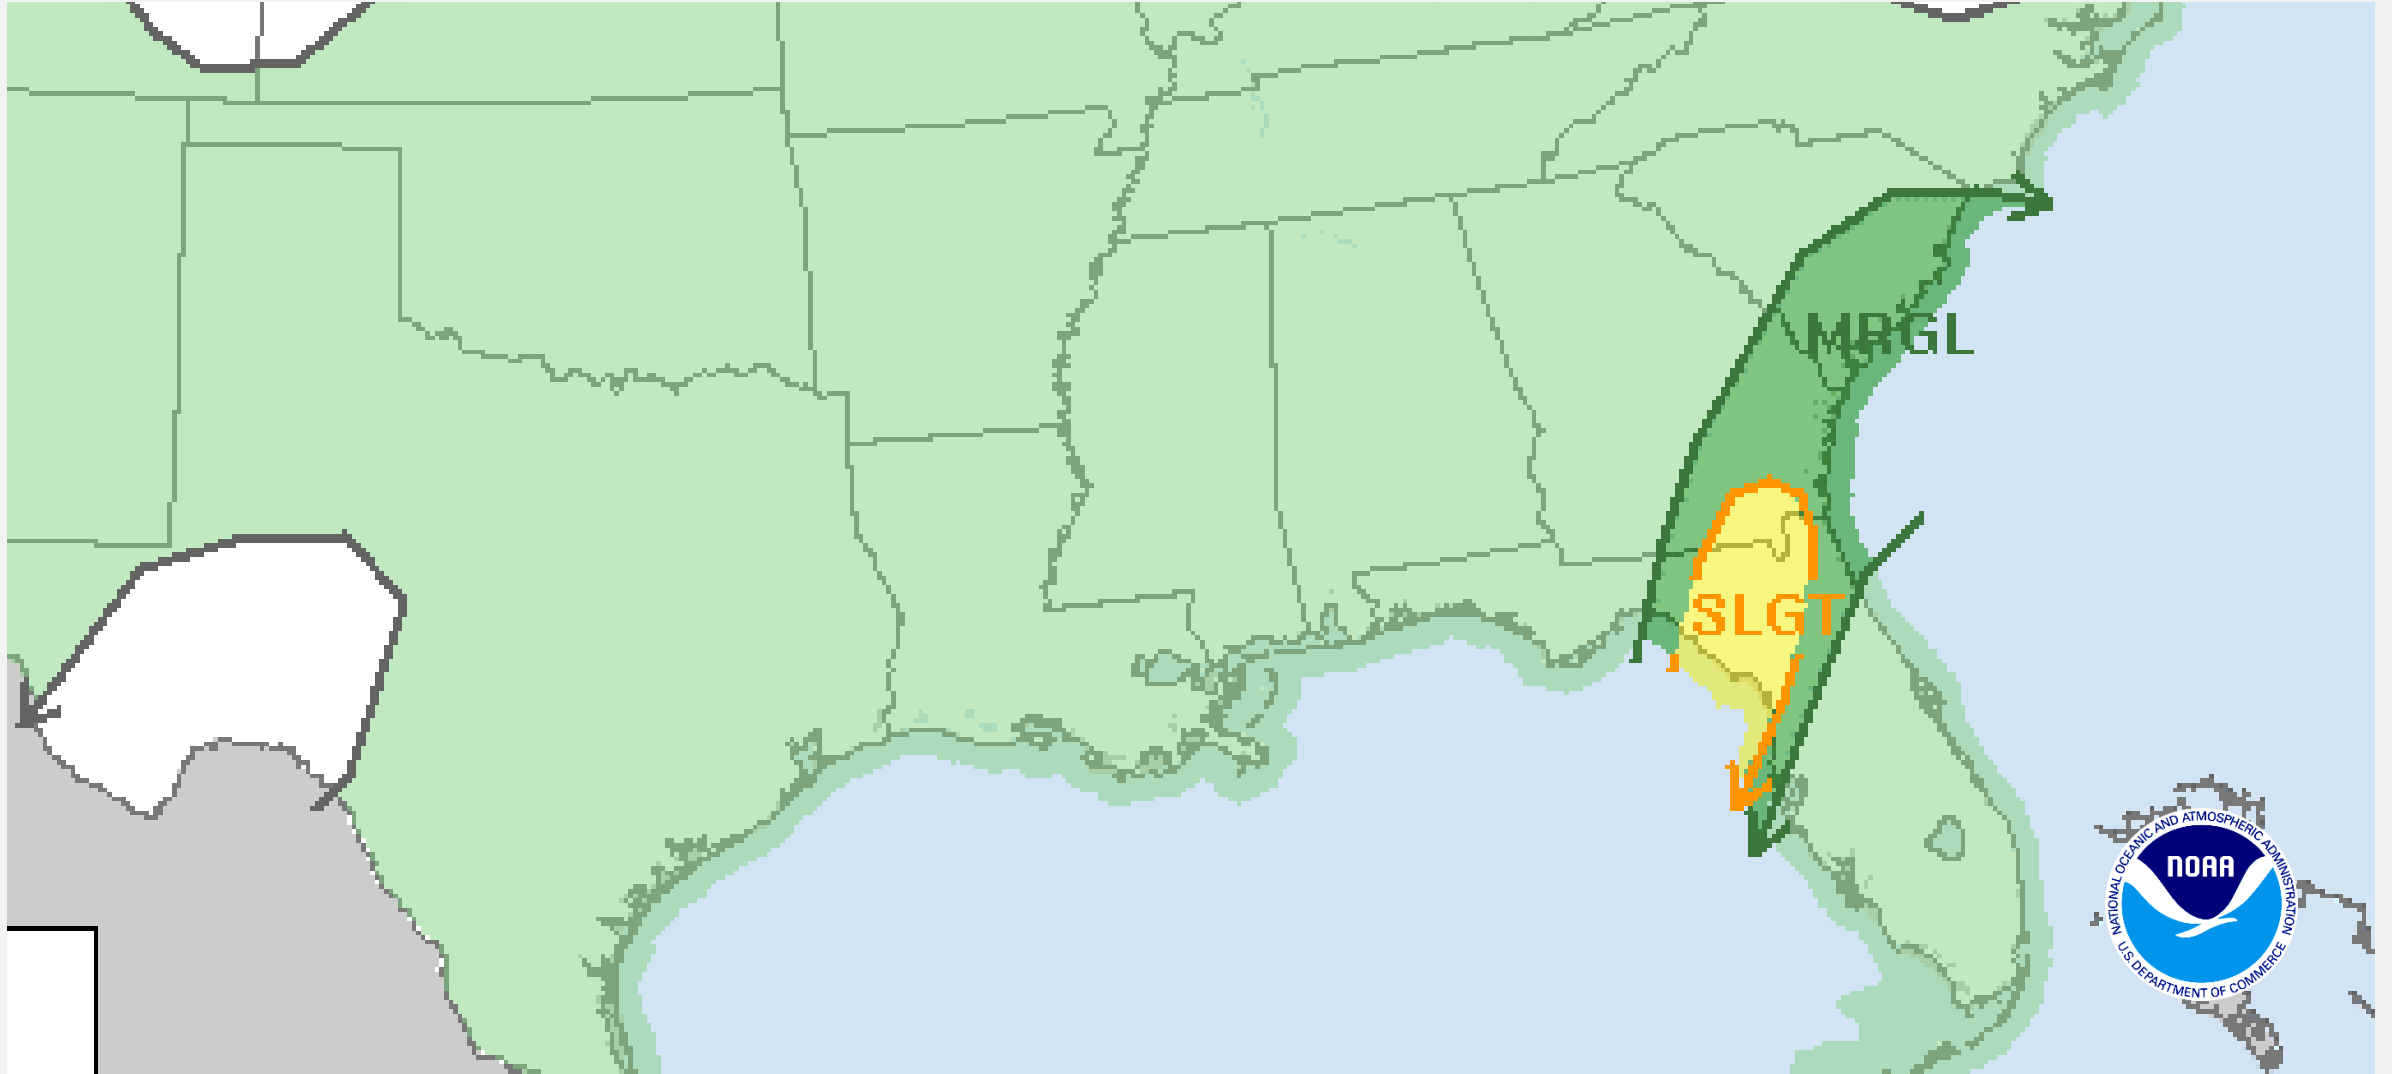 MRGL
SLGT
NATIONAL OCEANIC AND ATMOSPHERIC ADMINISTRATION
NOAA
U.S. DEPARTMENT OF COMMERCE